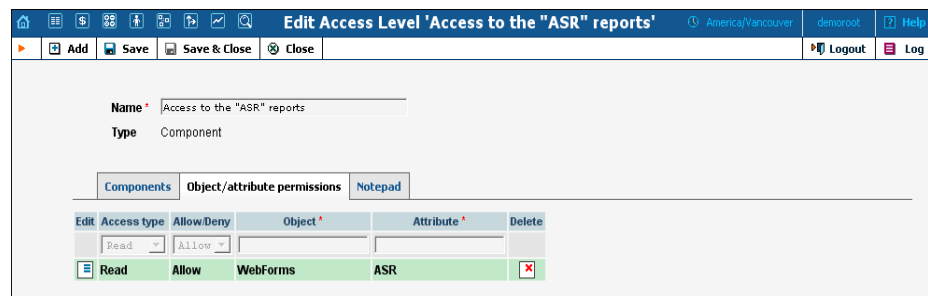 Edit Access Level 'Access to the "ASR" reports' America/Vancouver demoroot ? Help
Add Save Save & Close Close Logout Log
Name * Access to the "ASR" reports
Type Component
Components Object/attribute permissions Notepad
Edit Access type Allow/Deny Object * Attribute * Delete
Read Allow
Read Allow WebForms ASR